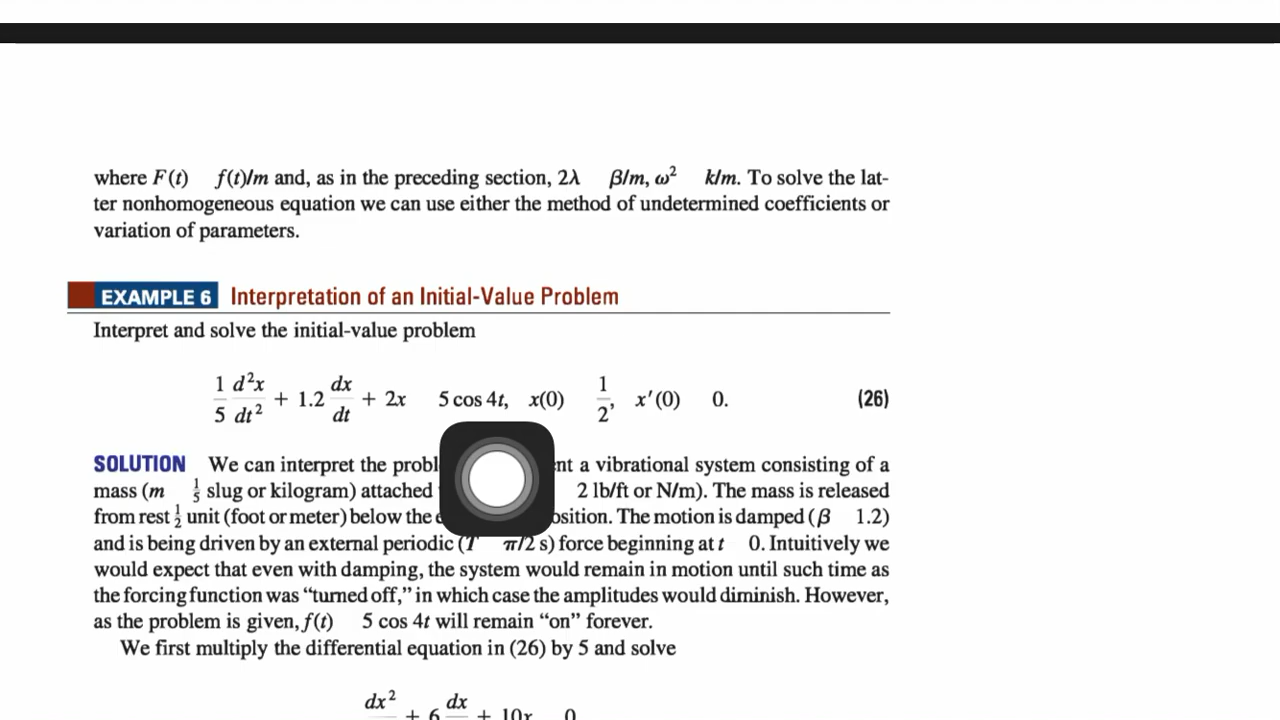 where F(t) f(t)/m and, as in the preceding section, 2λ β/m, ω² k/m. To solve the lat-
ter nonhomogeneous equation we can use either the method of undetermined coefficients or
variation of parameters.
EXAMPLE 6 Interpretation of an Initial-Value Problem
Interpret and solve the initial-value problem
1/5 d²x/dt² + 1.2 dx/dt + 2x 5 cos 4t, x(0) 1/2, x′(0) 0. (26)
SOLUTION We can interpret the probl nt a vibrational system consisting of a
mass (m 1/5 slug or kilogram) attached 2 lb/ft or N/m). The mass is released
from rest 1/2 unit (foot or meter) below the osition. The motion is damped (β 1.2)
and is being driven by an external periodic (T π/2 s) force beginning at t 0. Intuitively we
would expect that even with damping, the system would remain in motion until such time as
the forcing function was “turned off,” in which case the amplitudes would diminish. However,
as the problem is given, f(t) 5 cos 4t will remain “on” forever.
We first multiply the differential equation in (26) by 5 and solve
dx² + 6 dx + 10x 0